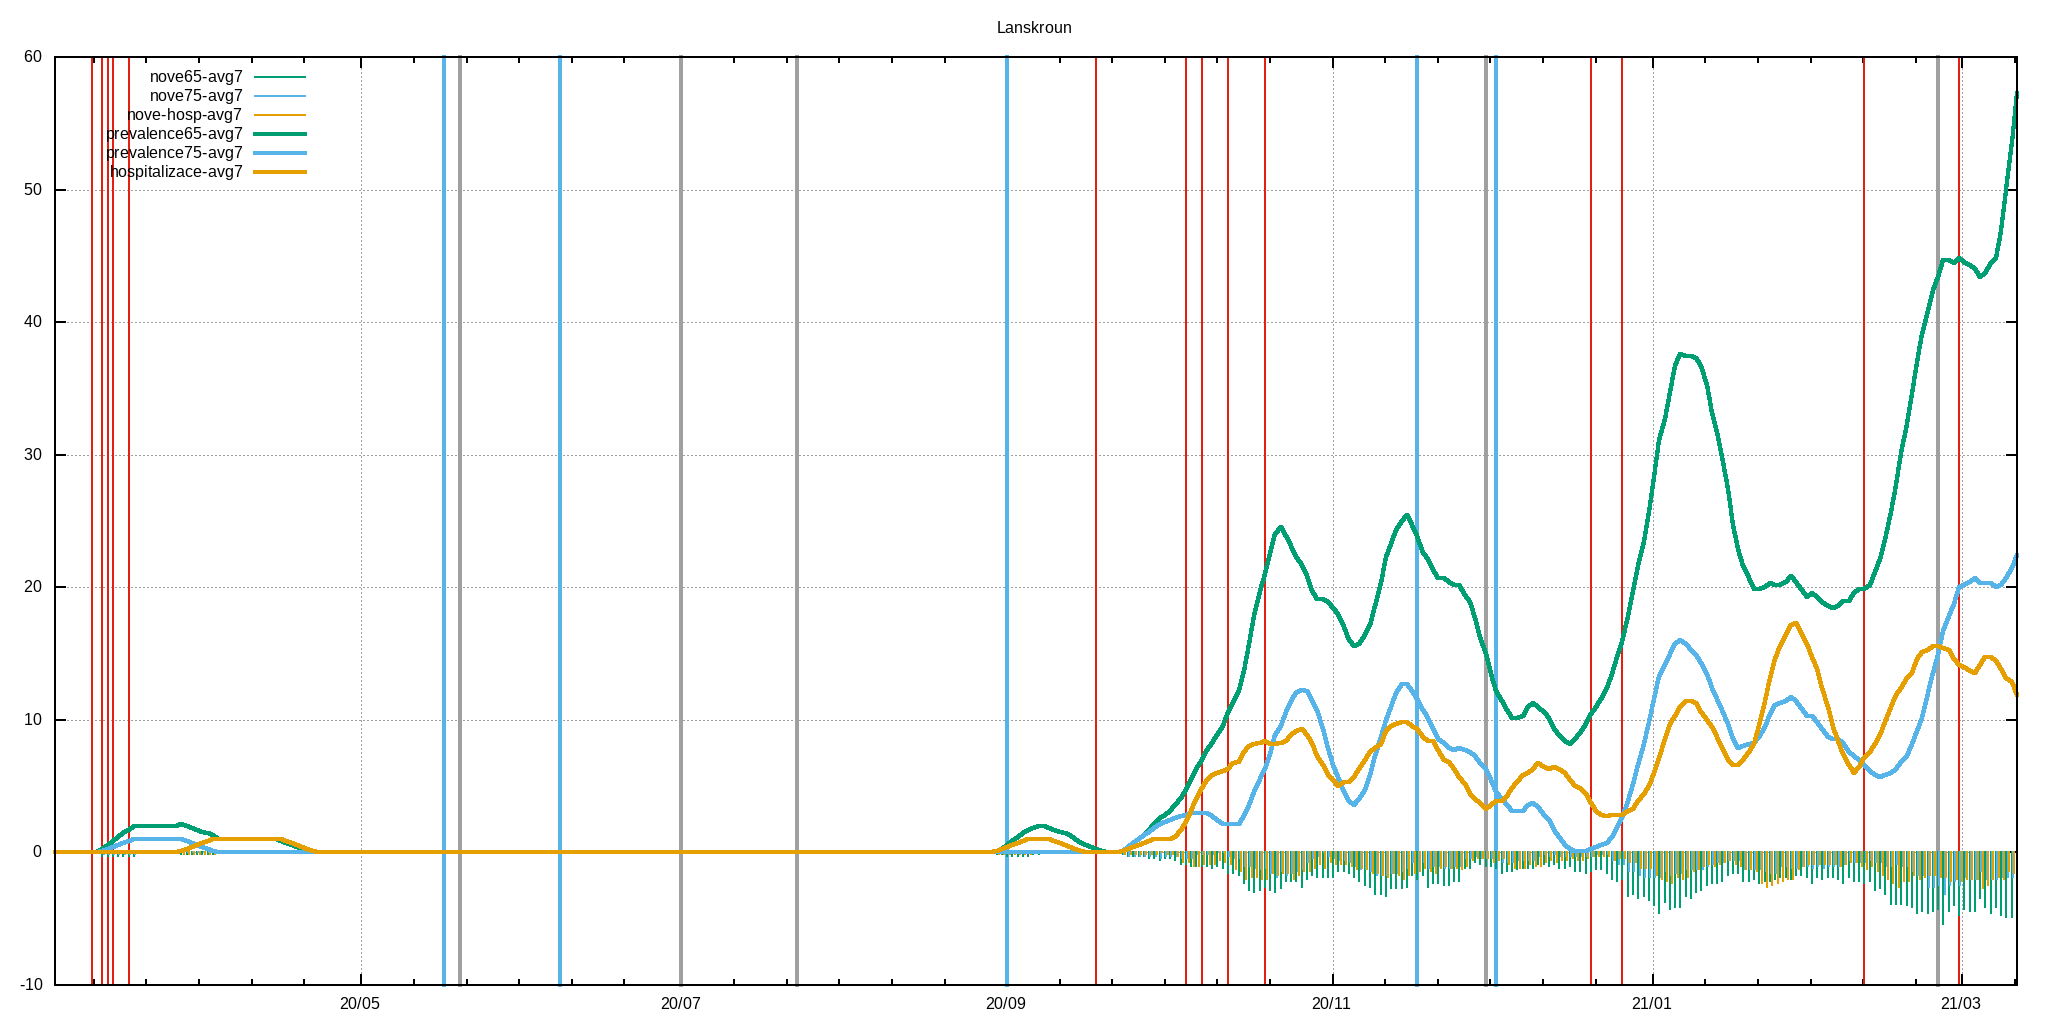 Lanskroun
60
50
40
30
20
10
0
-10
nove65-avg7
nove75-avg7
nove-hosp-avg7
prevalence65-avg7
prevalence75-avg7
hospitalizace-avg7
20/05
20/07
20/09
20/11
21/01
21/03